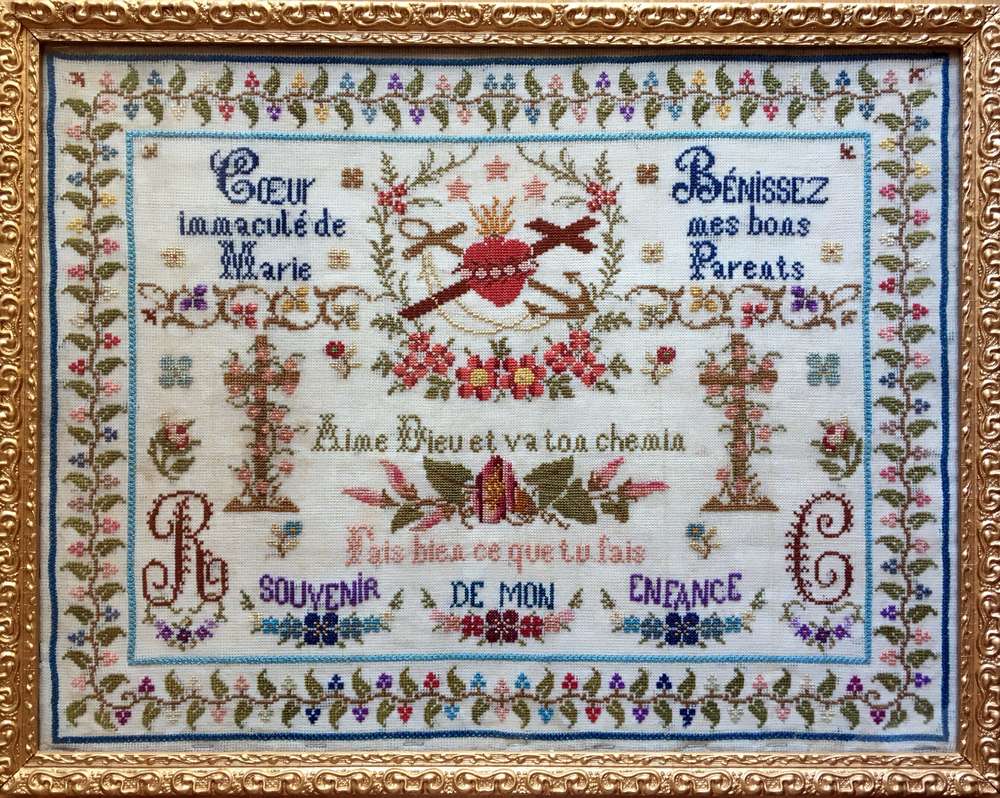 Cœur
immaculé de
Marie
BÉNISSEZ
mes bons
Parents
Aime Dieu et va ton chemin
Fais bien ce que tu fais
R
C
SOUVENIR DE MON ENFANCE